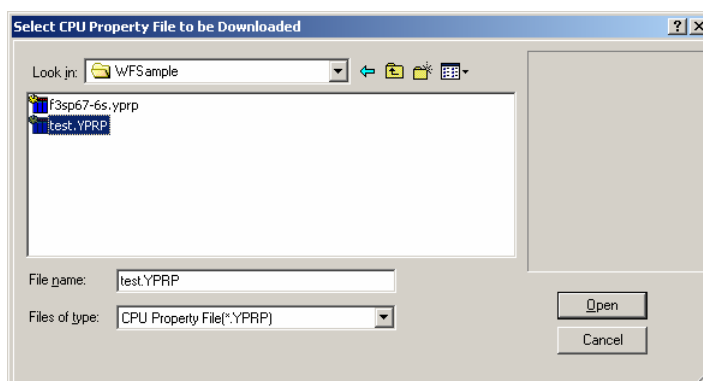 Select CPU Property File to be Downloaded
Look in: WFSample
f3sp67-6s.yprp
test.YPRP
File name: test.YPRP
Open
Files of type: CPU Property File(*.YPRP)
Cancel